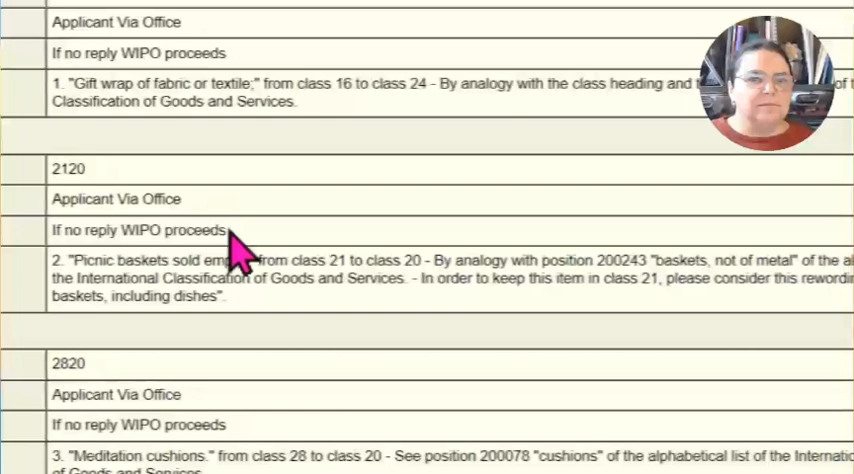 Applicant Via Office
If no reply WIPO proceeds
1. "Gift wrap of fabric or textile;" from class 16 to class 24 - By analogy with the class heading and of
Classification of Goods and Services.
2120
Applicant Via Office
If no reply WIPO proceeds
2. "Picnic baskets sold from class 21 to class 20 - By analogy with position 200243 "baskets, not of metal" of the
the International Classification of Goods and Services. - In order to keep this item in class 21, please consider this
baskets, including dishes".
2820
Applicant Via Office
If no reply WIPO proceeds
3. "Meditation cushions." from class 28 to class 20 - See position 200078 "cushions" of the alphabetical list of the
of Goods and Services